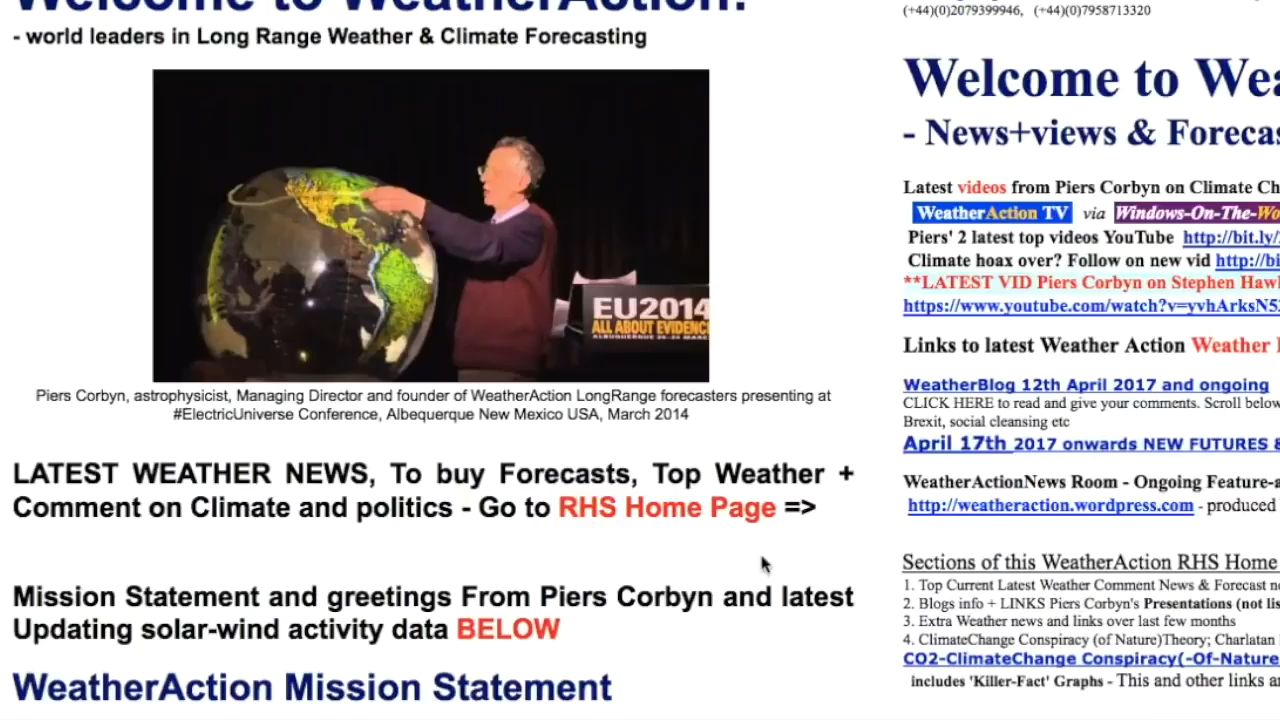 Welcome to WeatherAction!
- world leaders in Long Range Weather & Climate Forecasting
EU2014
ALL ABOUT EVIDENCE
Piers Corbyn, astrophysicist, Managing Director and founder of WeatherAction LongRange forecasters presenting at
#ElectricUniverse Conference, Albequerque New Mexico USA, March 2014
LATEST WEATHER NEWS, To buy Forecasts, Top Weather +
Comment on Climate and politics - Go to RHS Home Page =>
Mission Statement and greetings From Piers Corbyn and latest
Updating solar-wind activity data BELOW
WeatherAction Mission Statement
(+44)(0)2079399946, (+44)(0)7958713320
Welcome to Wea
- News+views & Forecas
Latest videos from Piers Corbyn on Climate Ch
WeatherAction TV via Windows-On-The-Wo
Piers' 2 latest top videos YouTube http://bit.ly/
Climate hoax over? Follow on new vid http://bi
**LATEST VID Piers Corbyn on Stephen Hawk
https://www.youtube.com/watch?v=yvhArksN5
Links to latest Weather Action Weather
WeatherBlog 12th April 2017 and ongoing
CLICK HERE to read and give your comments. Scroll below
Brexit, social cleansing etc
April 17th 2017 onwards NEW FUTURES &
WeatherActionNews Room - Ongoing Feature-a
http://weatheraction.wordpress.com - produced
Sections of this WeatherAction RHS Home
1. Top Current Latest Weather Comment News & Forecast n
2. Blogs info + LINKS Piers Corbyn's Presentations (not lis
3. Extra Weather news and links over last few months
4. ClimateChange Conspiracy (of Nature)Theory; Charlatan
CO2-ClimateChange Conspiracy(-Of-Nature
includes 'Killer-Fact' Graphs - This and other links a